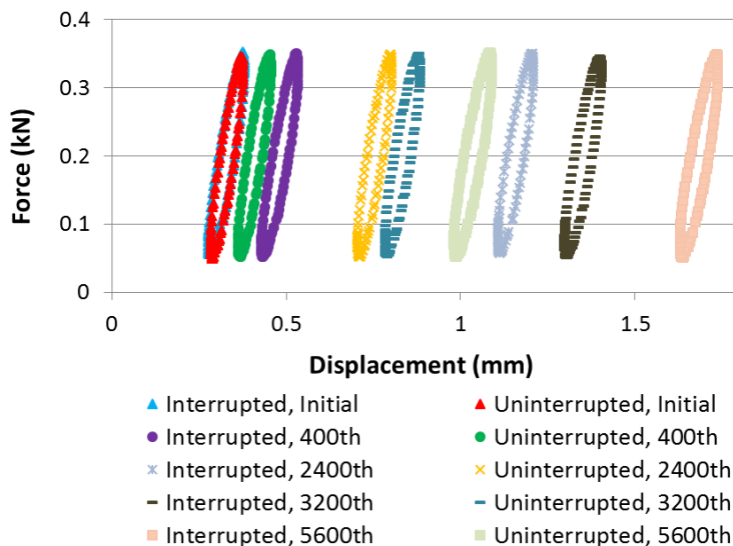 0.4
0.3
0.2
0.1
0
Force (kN)
0 0.5 1 1.5
Displacement (mm)
Interrupted, Initial Uninterrupted, Initial
Interrupted, 400th Uninterrupted, 400th
Interrupted, 2400th Uninterrupted, 2400th
Interrupted, 3200th Uninterrupted, 3200th
Interrupted, 5600th Uninterrupted, 5600th